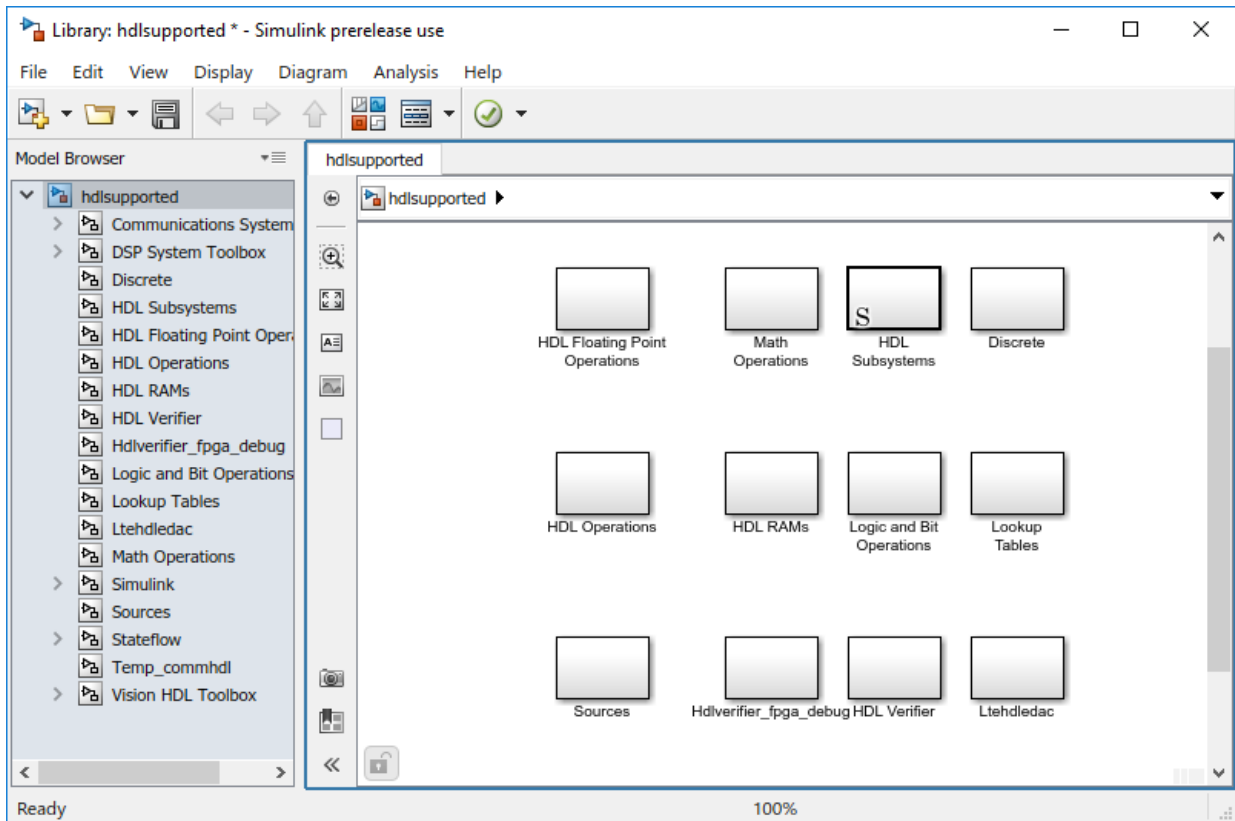 Library: hdlsupported * - Simulink prerelease use
File Edit View Display Diagram Analysis Help
Model Browser
hdlsupported
Communications System
DSP System Toolbox
Discrete
HDL Subsystems
HDL Floating Point Oper
HDL Operations
HDL RAMs
HDL Verifier
Hdlverifier_fpga_debug
Logic and Bit Operations
Lookup Tables
Ltehdledac
Math Operations
Simulink
Sources
Stateflow
Temp_commhdl
Vision HDL Toolbox
hdlsupported
hdlsupported
S
HDL Floating Point
Operations
Math
Operations
HDL
Subsystems
Discrete
HDL Operations
HDL RAMs
Logic and Bit
Operations
Lookup
Tables
Sources
Hdlverifier_fpga_debug
HDL Verifier
Ltehdledac
Ready 100%